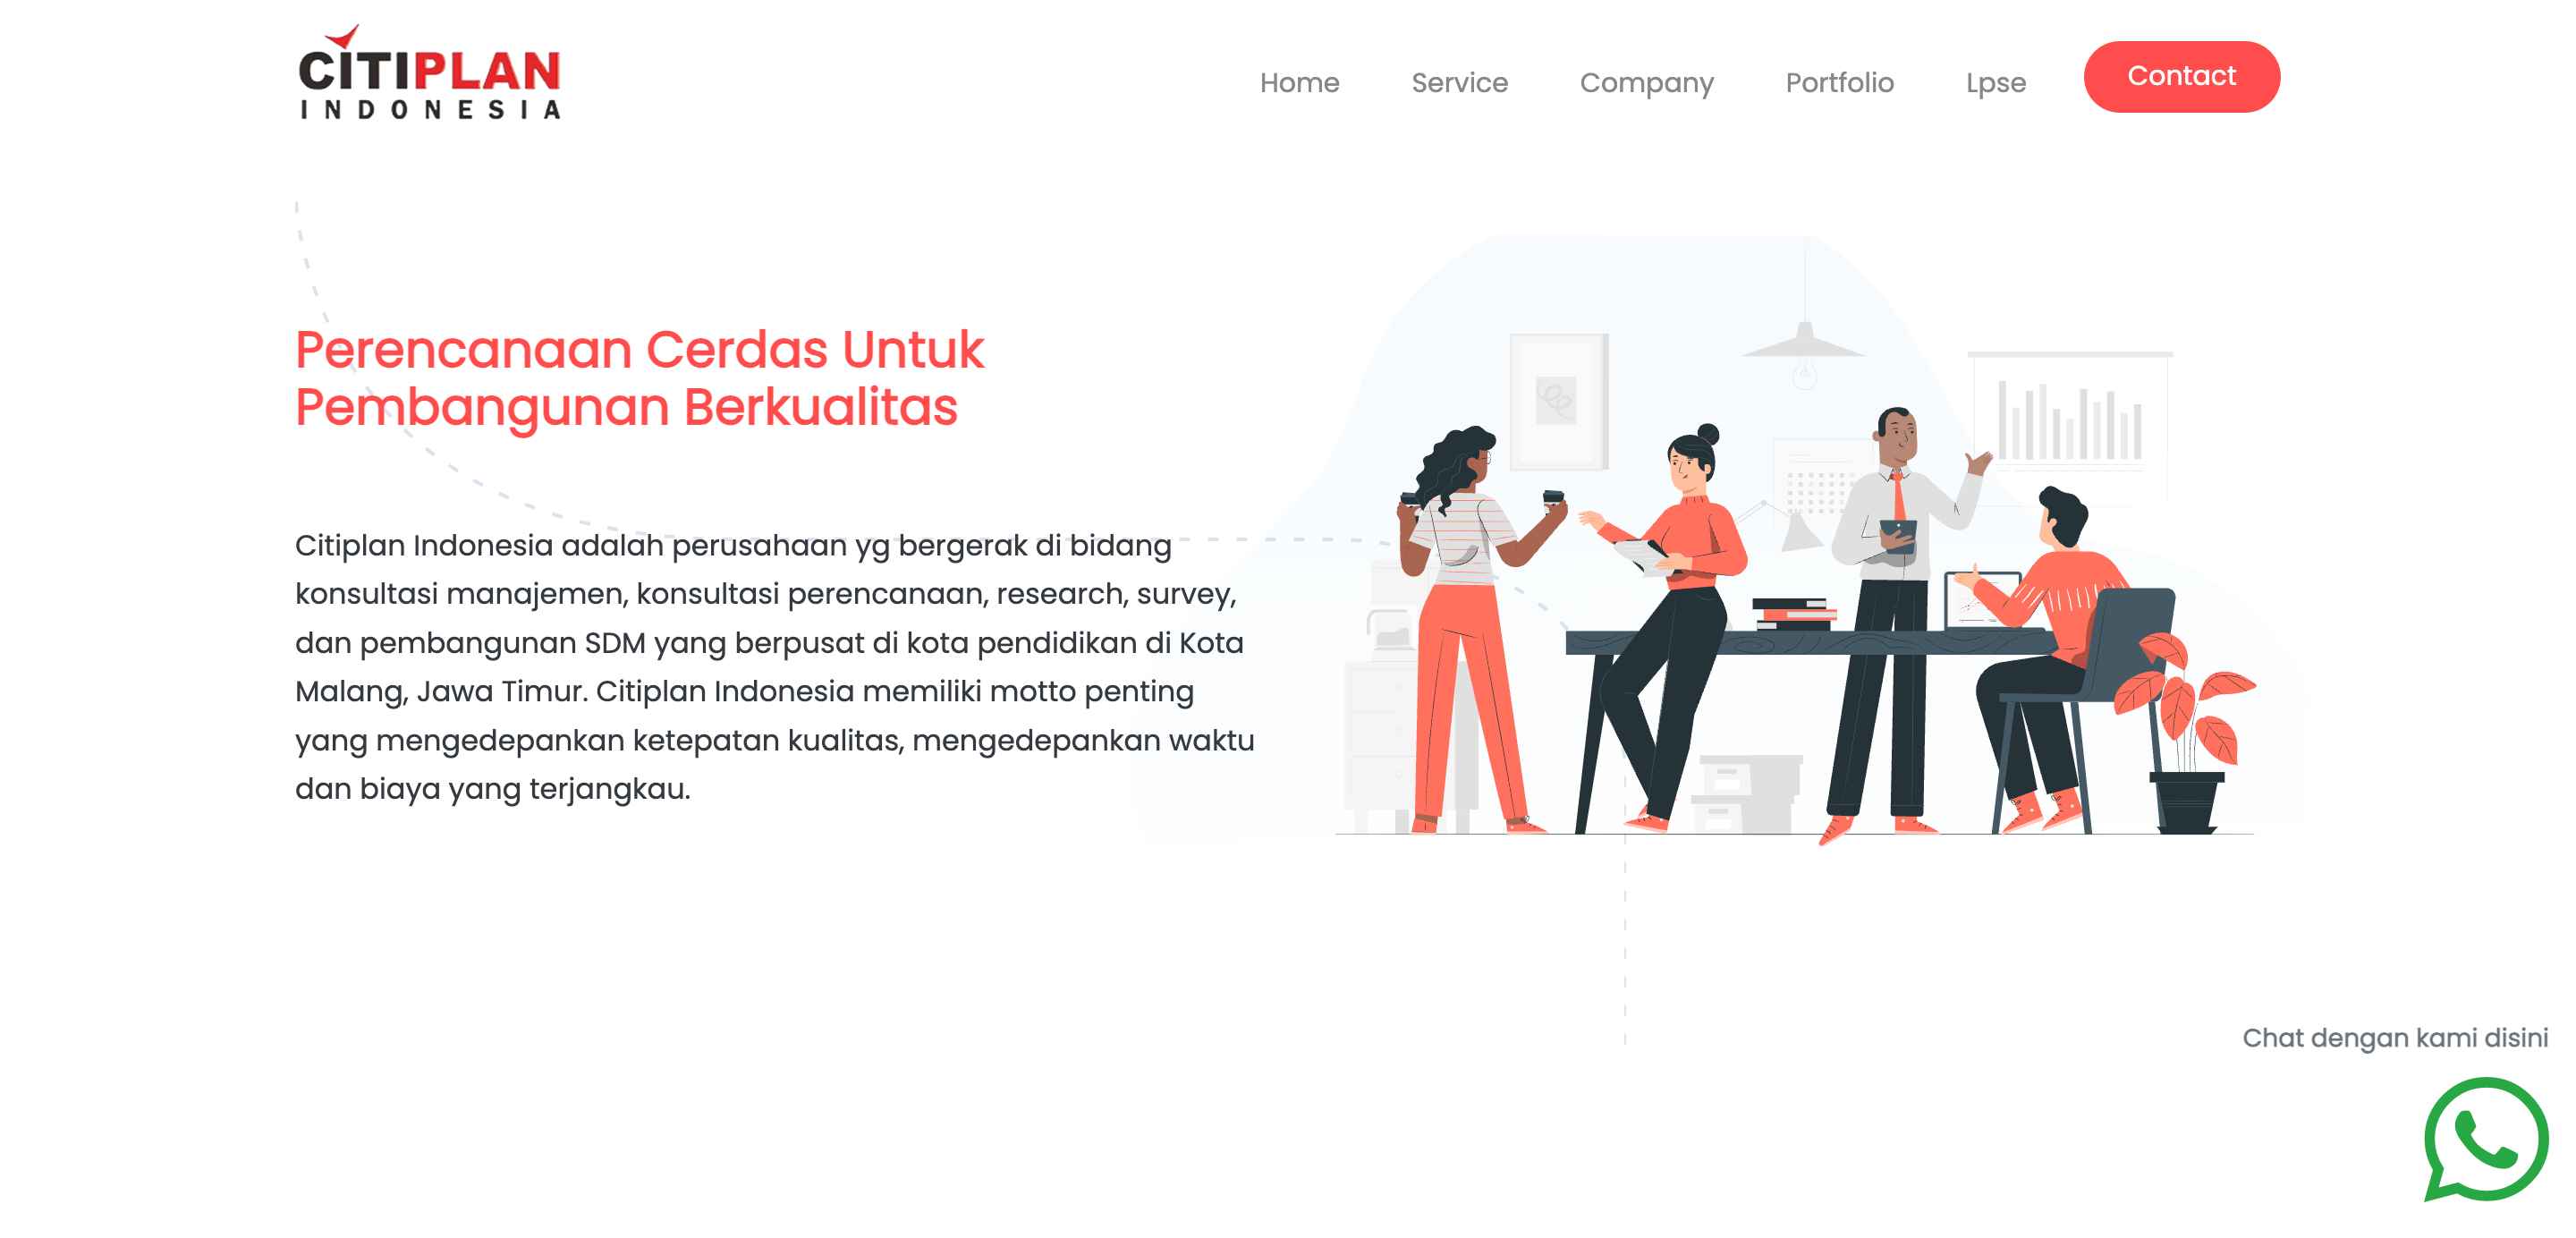 CITIPLAN
INDONESIA
Home
Service
Company
Portfolio
Lpse
Contact
Perencanaan Cerdas Untuk
Pembangunan Berkualitas
Citiplan Indonesia adalah perusahaan yg bergerak di bidang
konsultasi manajemen, konsultasi perencanaan, research, survey,
dan pembangunan SDM yang berpusat di kota pendidikan di Kota
Malang, Jawa Timur. Citiplan Indonesia memiliki motto penting
yang mengedepankan ketepatan kualitas, mengedepankan waktu
dan biaya yang terjangkau.
Chat dengan kami disini